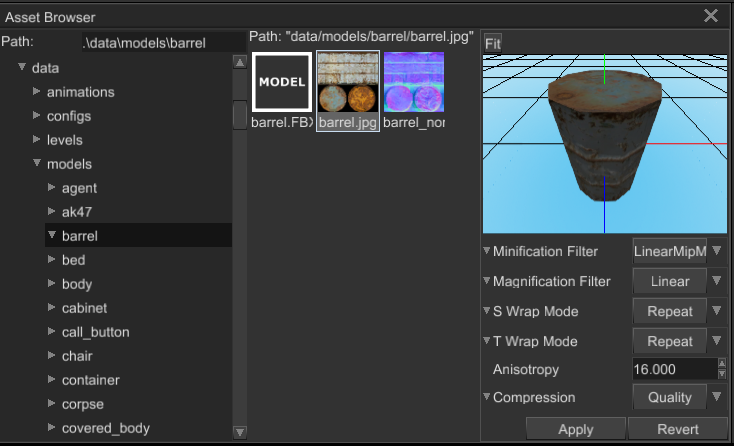 Asset Browser
Path: .\data\models\barrel
data
animations
configs
levels
models
agent
ak47
barrel
bed
body
cabinet
call_button
chair
container
corpse
covered_body
Path: "data/models/barrel/barrel.jpg"
MODEL
barrel.FBX barrel.jpg barrel_nor
Fit
Minification Filter LinearMipM
Magnification Filter Linear
S Wrap Mode Repeat
T Wrap Mode Repeat
Anisotropy 16.000
Compression Quality
Apply Revert